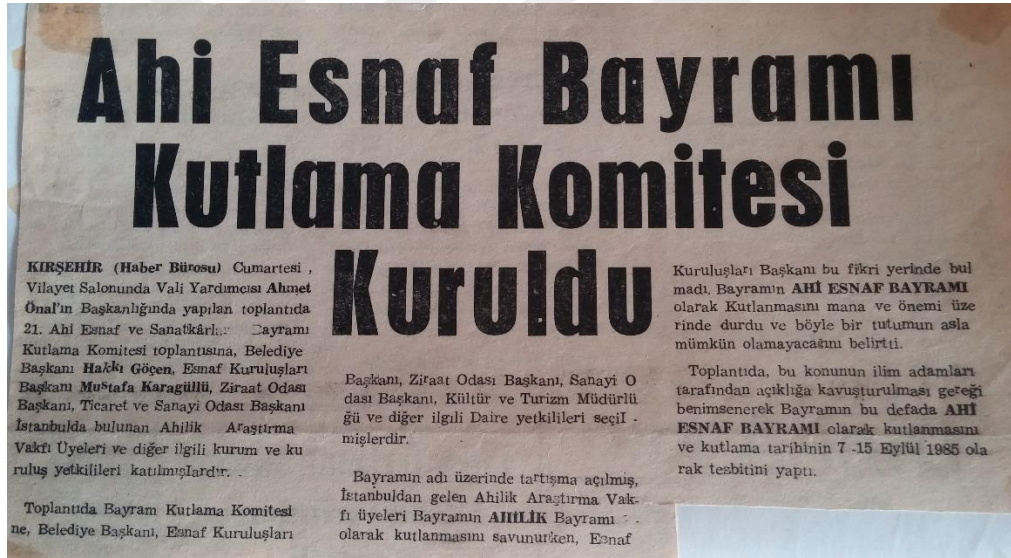 Ahi Esnaf Bayramı
Kutlama Komitesi
Kuruldu
KIRŞEHİR (Haber Bürosu) Cumartesi ,
Vilayet Salonunda Vali Yardımcısı Ahmet
Önal'ın Başkanlığında yapılan toplantıda
21. Ahi Esnaf ve Sanatkârlar Bayramı
Kutlama Komitesi toplantısına, Belediye
Başkanı Hakkı Göçen, Esnaf Kuruluşları
Başkanı Mustafa Karagüllü, Ziraat Odası
Başkanı, Ticaret ve Sanayi Odası Başkanı
İstanbulda bulunan Ahilik Araştırma
Vakfı Üyeleri ve diğer ilgili kurum ve ku
ruluş yetkilileri katılmışlardır.
Toplantıda Bayram Kutlama Komitesi
ne, Belediye Başkanı, Esnaf Kuruluşları
Başkanı, Ziraat Odası Başkanı, Sanayi O
dası Başkanı, Kültür ve Turizm Müdürlü
ğü ve diğer ilgili Daire yetkilileri seçil -
mişlerdir.
Bayramın adı üzerinde tartışma açılmış,
İstanbuldan gelen Ahilik Araştırma Vak-
fı üyeleri Bayramın AHİLİK Bayramı
olarak kutlanmasını savunurken, Esnaf
Kuruluşları Başkanı bu fikri yerinde bul
madı, Bayramın AHİ ESNAF BAYRAMI
olarak Kutlanmasını mana ve önemi üze
rinde durdu ve böyle bir tutumun asla
mümkün olamayacağını belirtti.
Toplantıda, bu konunun ilim adamları
tarafından açıklığa kavuşturulması gereği
benimsenerek Bayramın bu defada AHİ
ESNAF BAYRAMI olarak kutlanmasını
ve kutlama tarihinin 7 -15 Eylül 1985 ola
rak tesbitini yaptı.